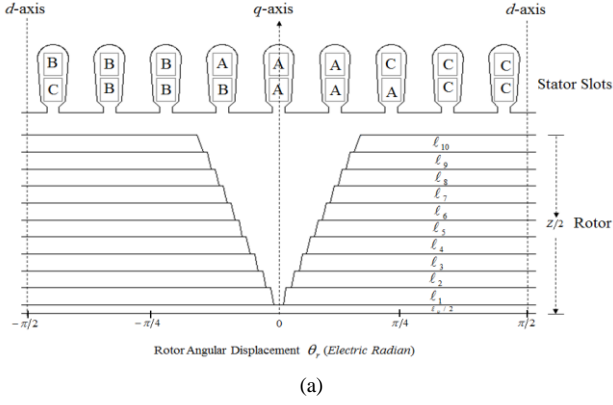 d-axis q-axis d-axis
B B B A A A C C C
C B B B A A A C C
Stator Slots
ℓ10
ℓ9
ℓ8
ℓ7
ℓ6
Z/2 Rotor
ℓ5
ℓ4
ℓ3
ℓ2
ℓ1
−π/2 −π/4 0 π/4 π/2
Rotor Angular Displacement θr (Electric Radian)
(a)